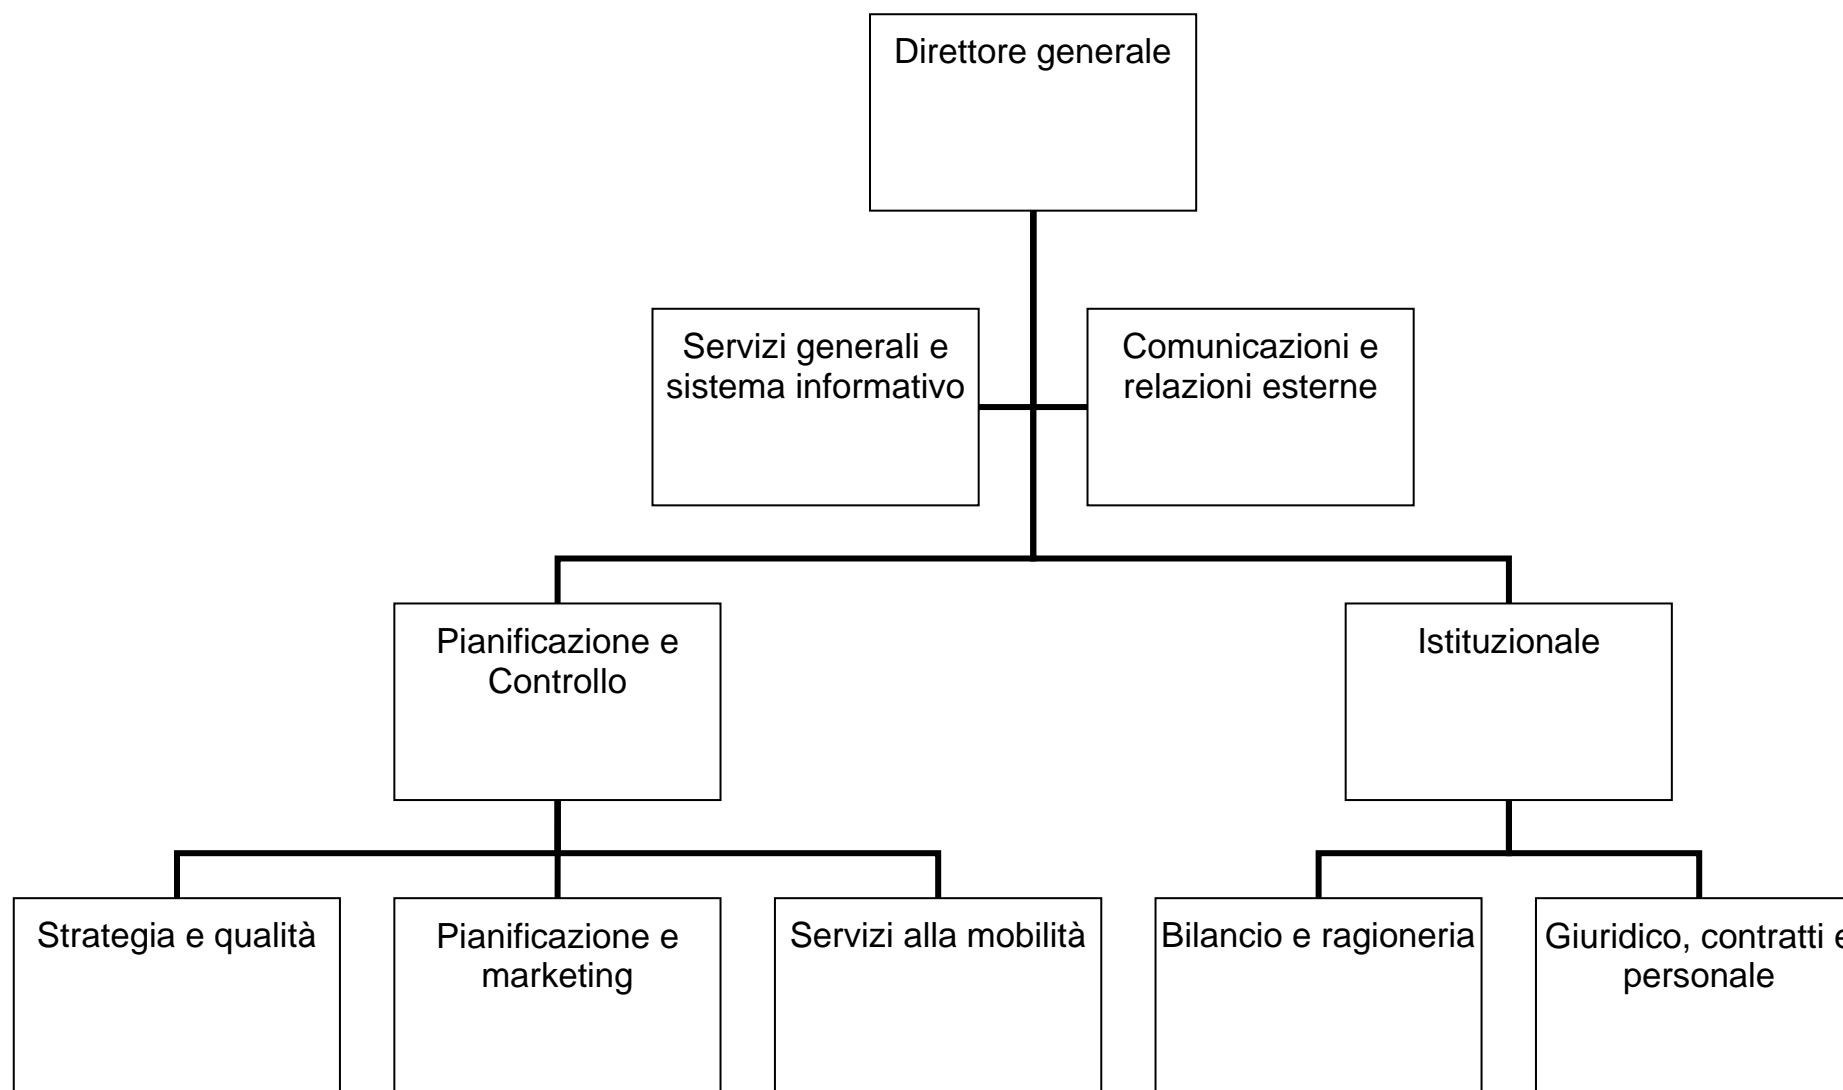 Direttore generale
Servizi generali e
sistema informativo
Comunicazioni e
relazioni esterne
Pianificazione e
Controllo
Istituzionale
Strategia e qualità
Pianificazione e
marketing
Servizi alla mobilità
Bilancio e ragioneria
Giuridico, contratti e
personale